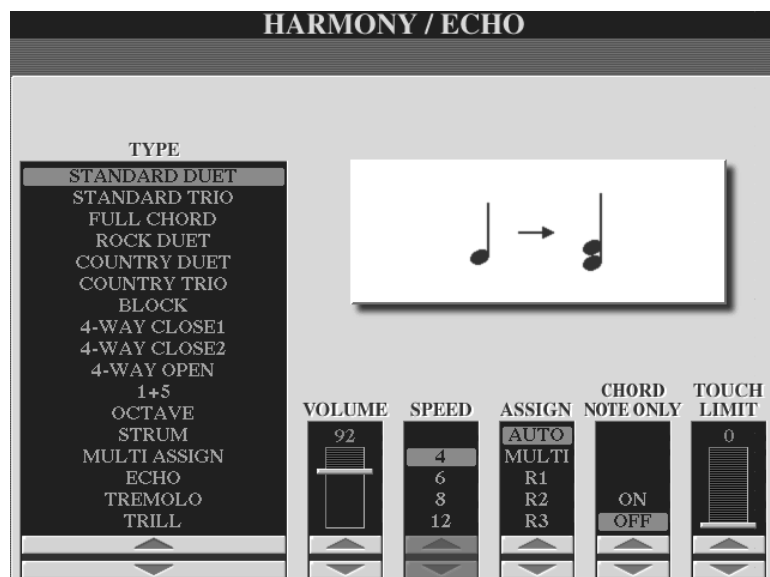 HARMONY / ECHO
TYPE
STANDARD DUET
STANDARD TRIO
FULL CHORD
ROCK DUET
COUNTRY DUET
COUNTRY TRIO
BLOCK
4-WAY CLOSE1
4-WAY CLOSE2
4-WAY OPEN
1+5
OCTAVE
STRUM
MULTI ASSIGN
ECHO
TREMOLO
TRILL
VOLUME
92
SPEED
4
6
8
12
ASSIGN
AUTO
MULTI
R1
R2
R3
CHORD
NOTE ONLY
ON
OFF
TOUCH
LIMIT
0